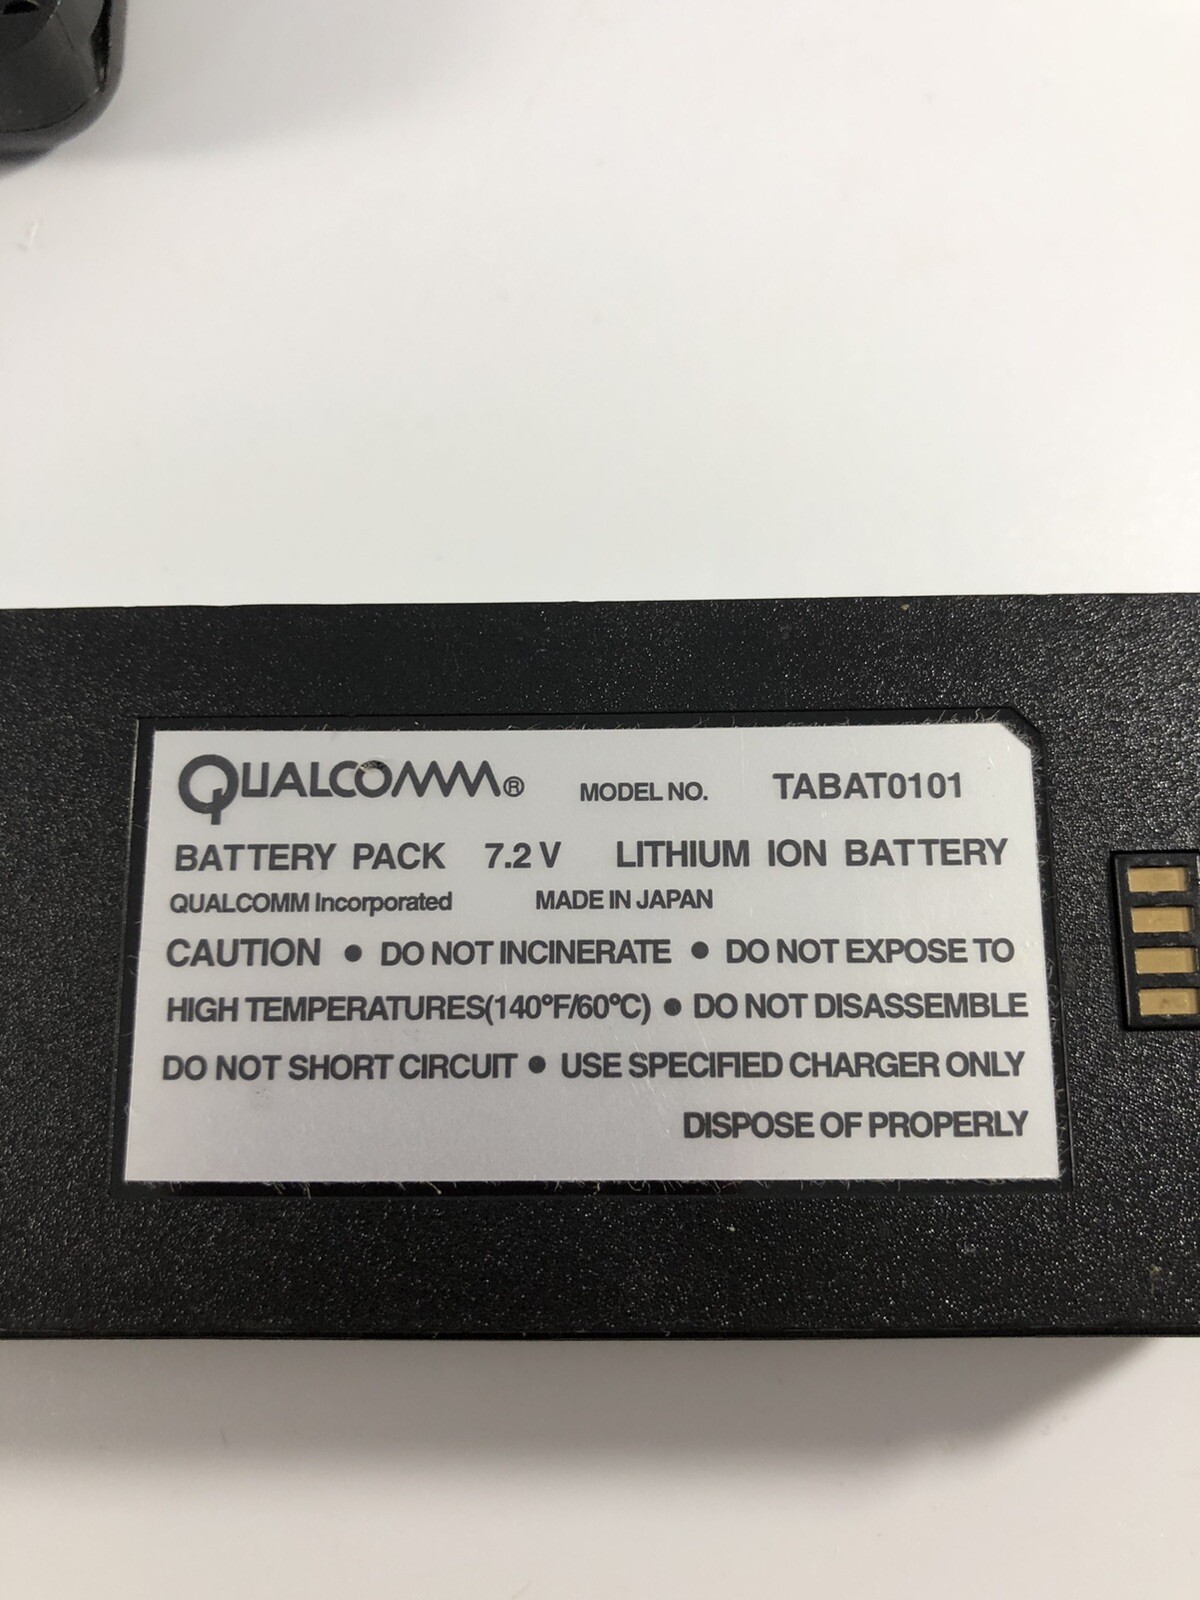 QUALCOMM® MODEL NO. TABAT0101
BATTERY PACK 7.2 V LITHIUM ION BATTERY
QUALCOMM Incorporated MADE IN JAPAN
CAUTION ● DO NOT INCINERATE ● DO NOT EXPOSE TO
HIGH TEMPERATURES(140°F/60°C) ● DO NOT DISASSEMBLE
DO NOT SHORT CIRCUIT ● USE SPECIFIED CHARGER ONLY
DISPOSE OF PROPERLY